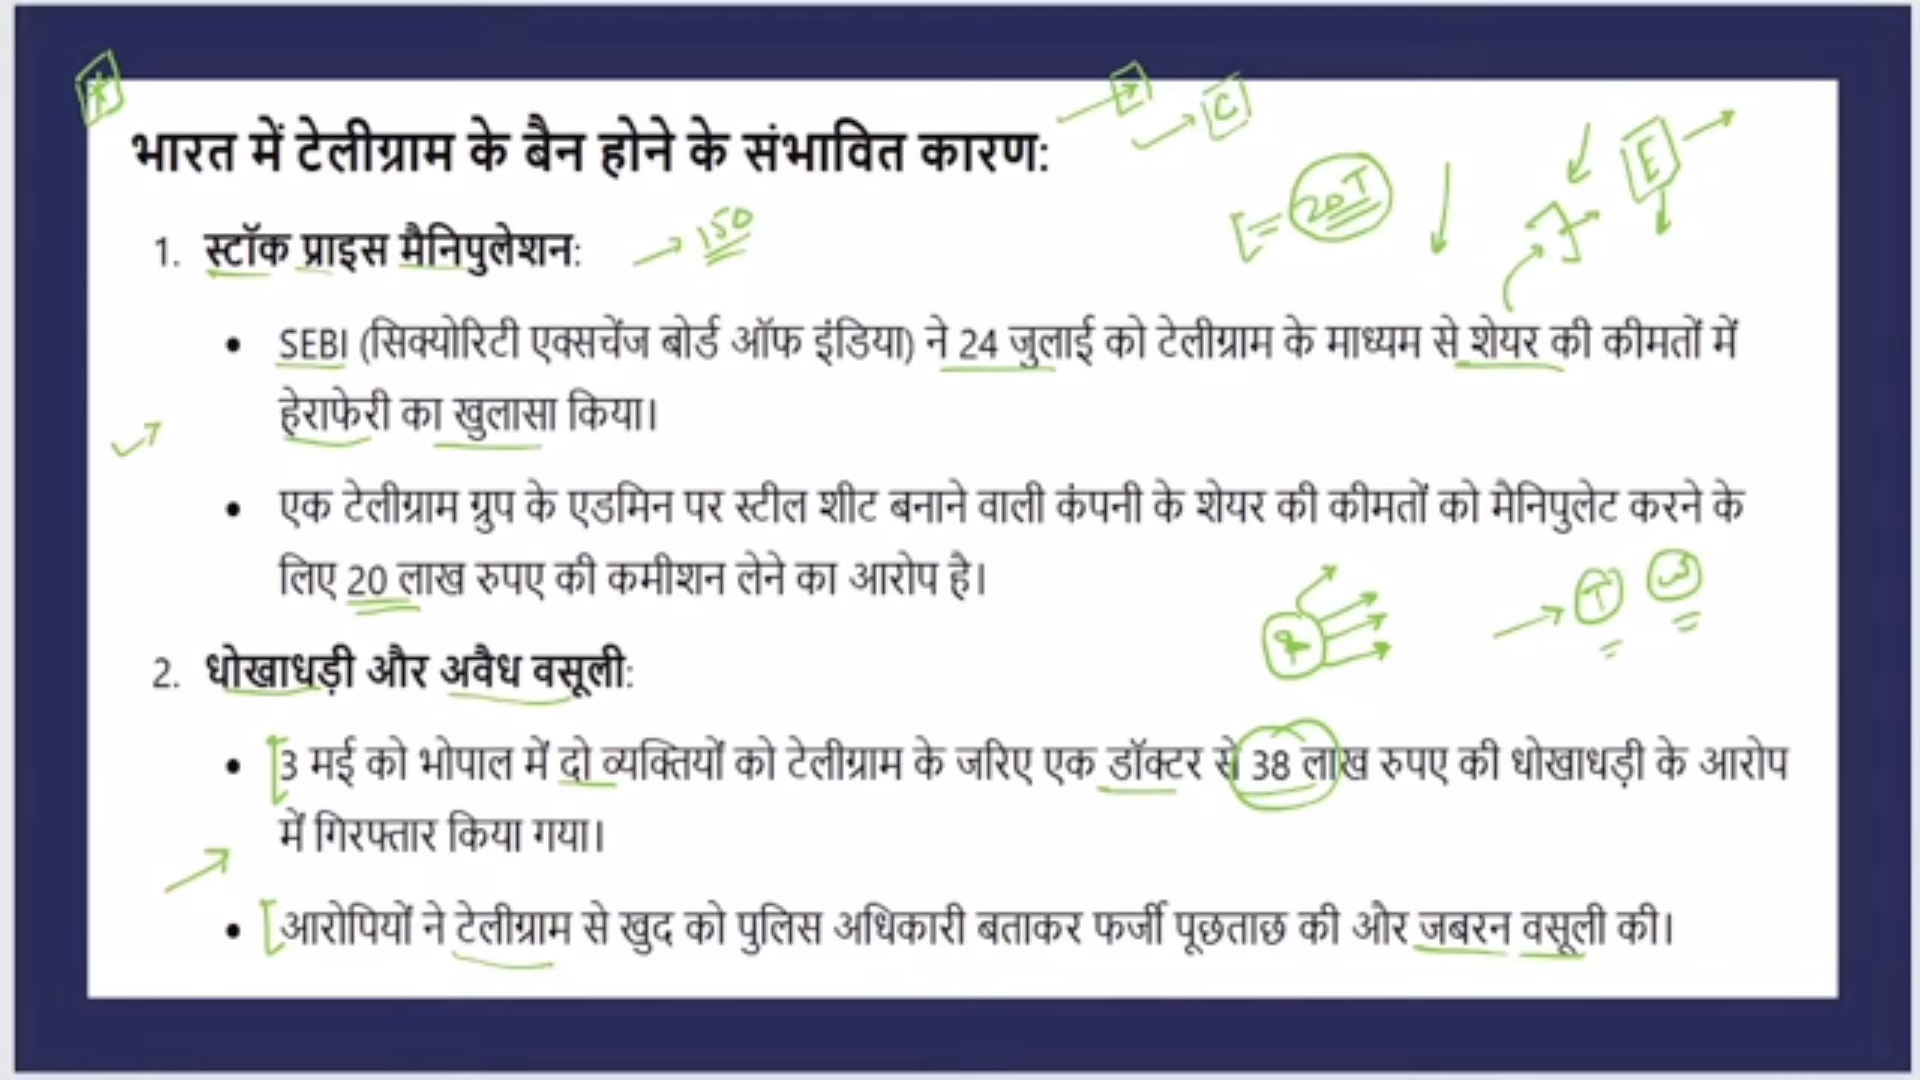 भारत में टेलीग्राम के बैन होने के संभावित कारण:
C
E
20T
1. स्टॉक प्राइस मैनिपुलेशन:
150
• SEBI (सिक्योरिटी एक्सचेंज बोर्ड ऑफ इंडिया) ने 24 जुलाई को टेलीग्राम के माध्यम से शेयर की कीमतों में
हेराफेरी का खुलासा किया।
• एक टेलीग्राम ग्रुप के एडमिन पर स्टील शीट बनाने वाली कंपनी के शेयर की कीमतों को मैनिपुलेट करने के
लिए 20 लाख रुपए की कमीशन लेने का आरोप है।
T
2. धोखाधड़ी और अवैध वसूली:
• 3 मई को भोपाल में दो व्यक्तियों को टेलीग्राम के जरिए एक डॉक्टर से 38 लाख रुपए की धोखाधड़ी के आरोप
में गिरफ्तार किया गया।
• आरोपियों ने टेलीग्राम से खुद को पुलिस अधिकारी बताकर फर्जी पूछताछ की और जबरन वसूली की।